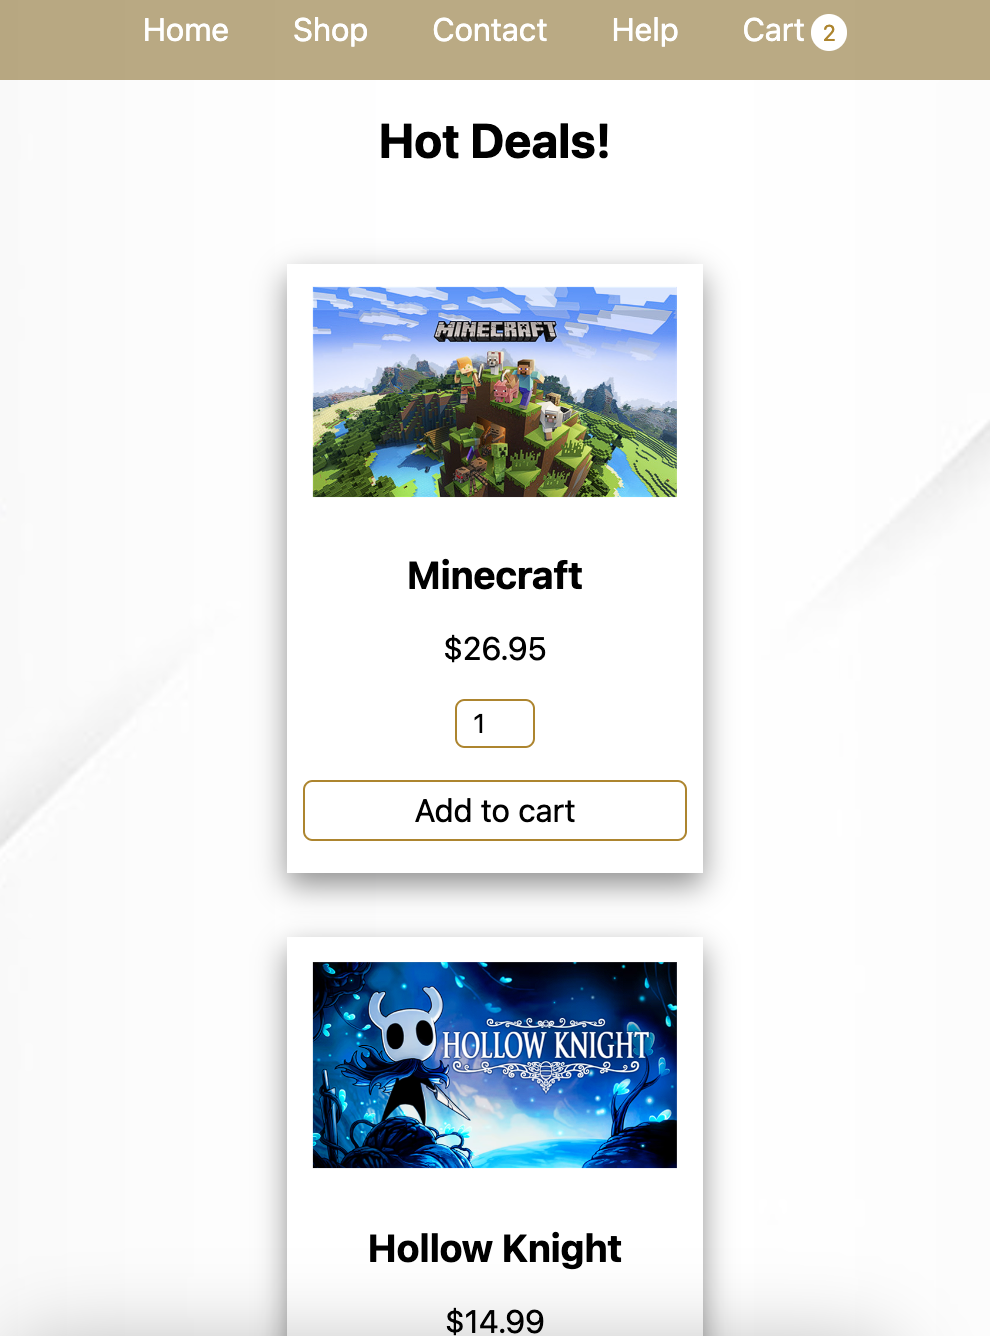 Home Shop Contact Help Cart 2
Hot Deals!
MINECRAFT
Minecraft
$26.95
1
Add to cart
HOLLOW KNIGHT
Hollow Knight
$14.99